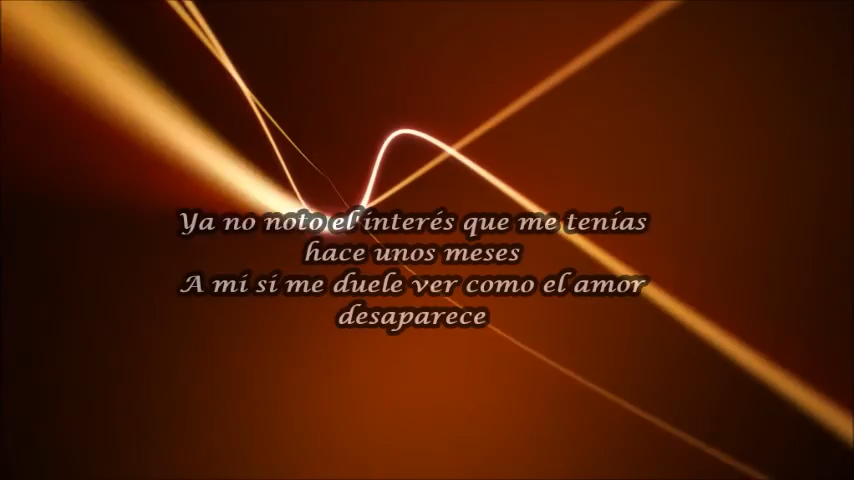 Ya no noto el interés que me tenías
hace unos meses
A mí sí me duele ver como el amor
desaparece